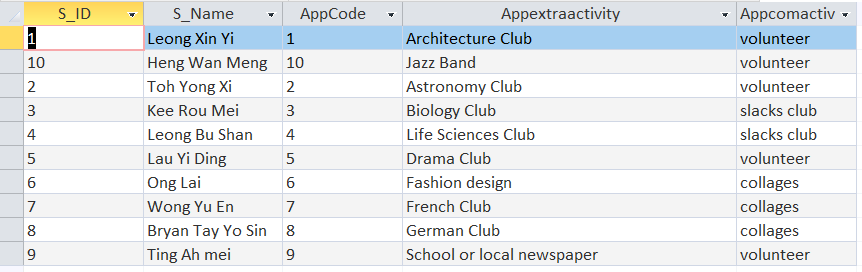 S_ID S_Name AppCode Appextraactivity Appcomactiv
1 Leong Xin Yi 1 Architecture Club volunteer
10 Heng Wan Meng 10 Jazz Band volunteer
2 Toh Yong Xi 2 Astronomy Club volunteer
3 Kee Rou Mei 3 Biology Club slacks club
4 Leong Bu Shan 4 Life Sciences Club slacks club
5 Lau Yi Ding 5 Drama Club volunteer
6 Ong Lai 6 Fashion design collages
7 Wong Yu En 7 French Club collages
8 Bryan Tay Yo Sin 8 German Club collages
9 Ting Ah mei 9 School or local newspaper volunteer